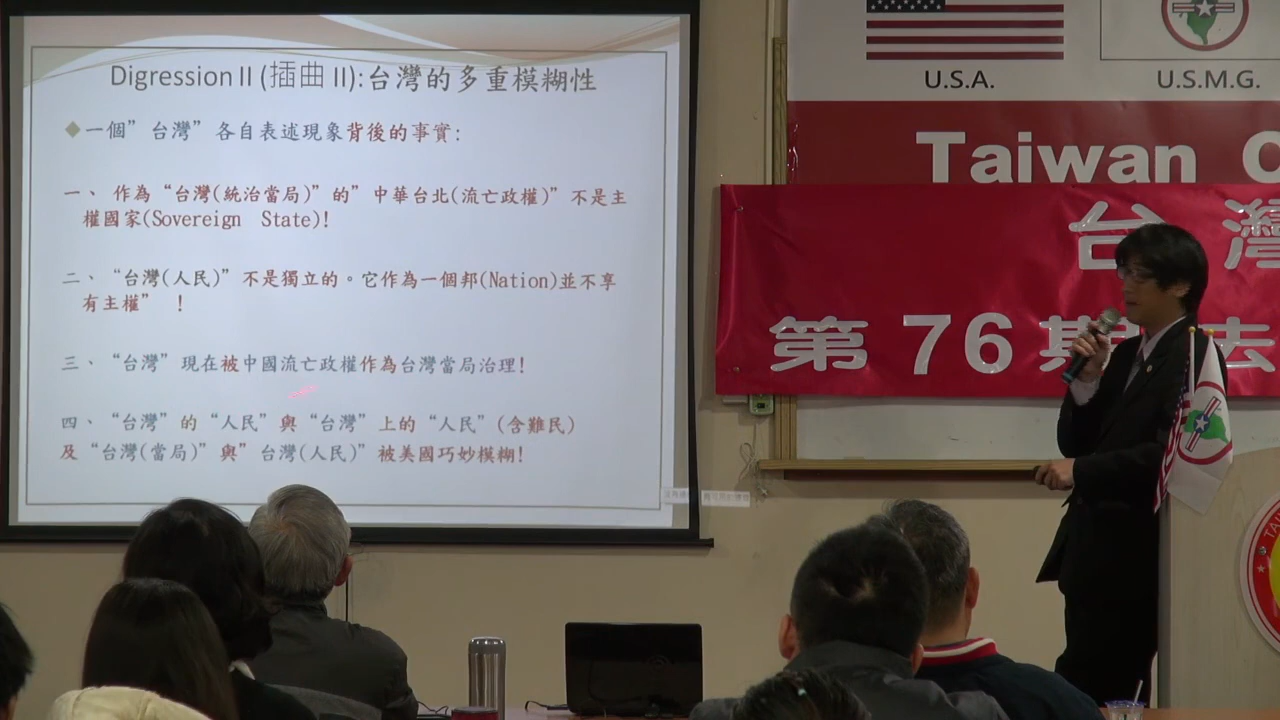 Digression II (插曲 II):台灣的多重模糊性
一個”台灣”各自表述現象背後的事實:
一、 作為“台灣(統治當局)”的”中華台北(流亡政權)”不是主
權國家(Sovereign State)!
二、“台灣(人民)”不是獨立的。它作為一個邦(Nation)並不享
有主權” !
三、“台灣”現在被中國流亡政權作為台灣當局治理!
四、“台灣”的“人民”與“台灣”上的“人民”(含難民)
及“台灣(當局)”與”台灣(人民)”被美國巧妙模糊!
U.S.A.
U.S.M.G.
Taiwan C
台灣
第76期 法